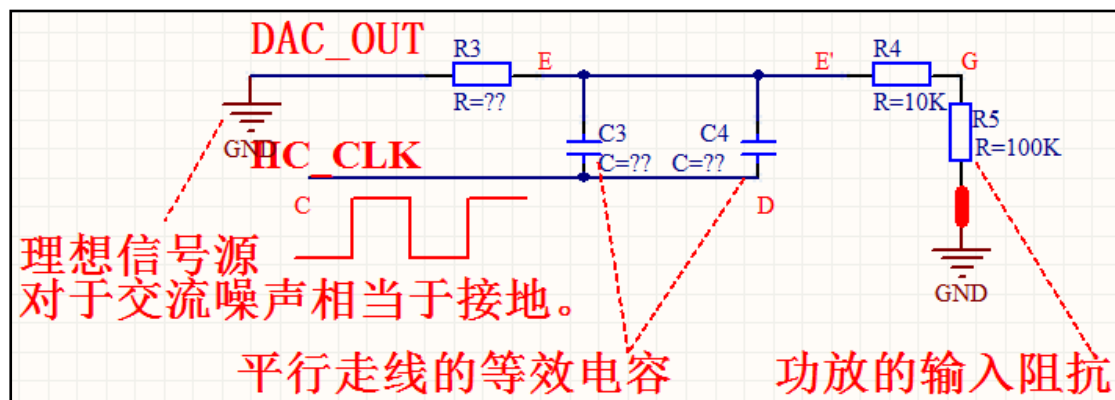 DAC_OUT
R3
E
E'
R4
G
R=??
R=10K
R5
R=100K
C3
C=??
C4
C=??
GND
IIC_CLK
C
D
理想信号源
对于交流噪声相当于接地。
GND
平行走线的等效电容
功放的输入阻抗